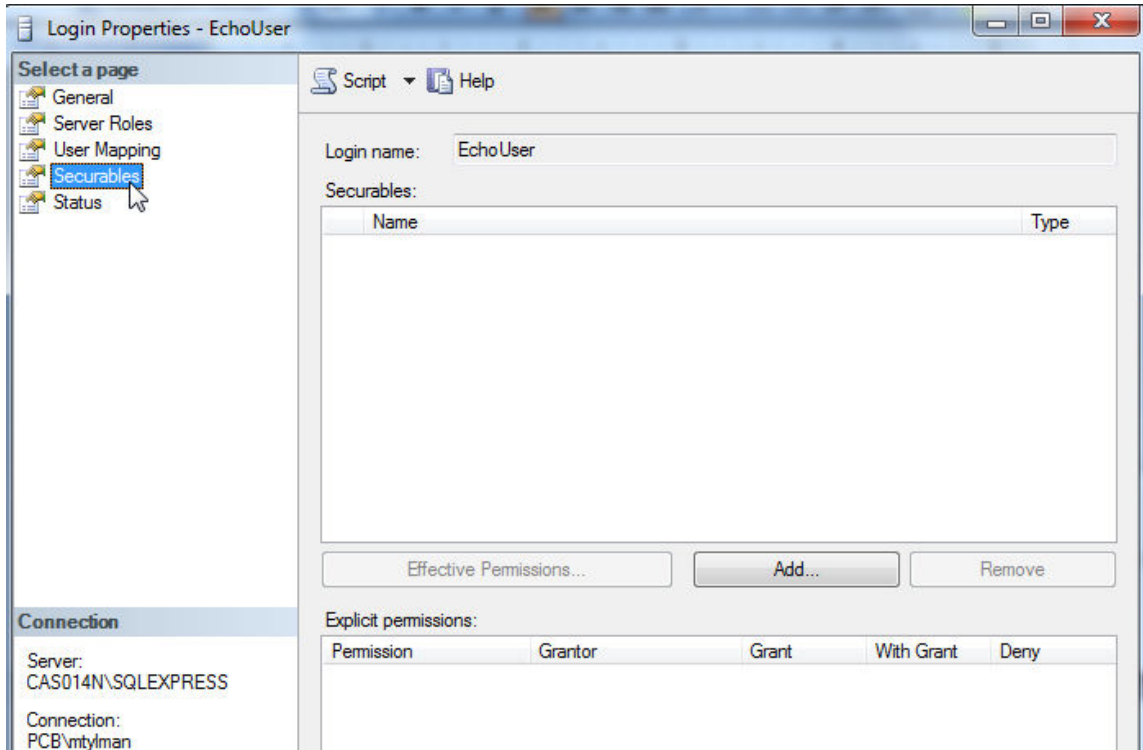 Login Properties - EchoUser
Select a page
General
Server Roles
User Mapping
Securables
Status
Script
Help
Login name:
EchoUser
Securables:
Name
Type
Effective Permissions...
Add...
Remove
Explicit permissions:
Permission
Grantor
Grant
With Grant
Deny
Connection
Server:
CAS014N\SQLEXPRESS
Connection:
PCB\mtylman